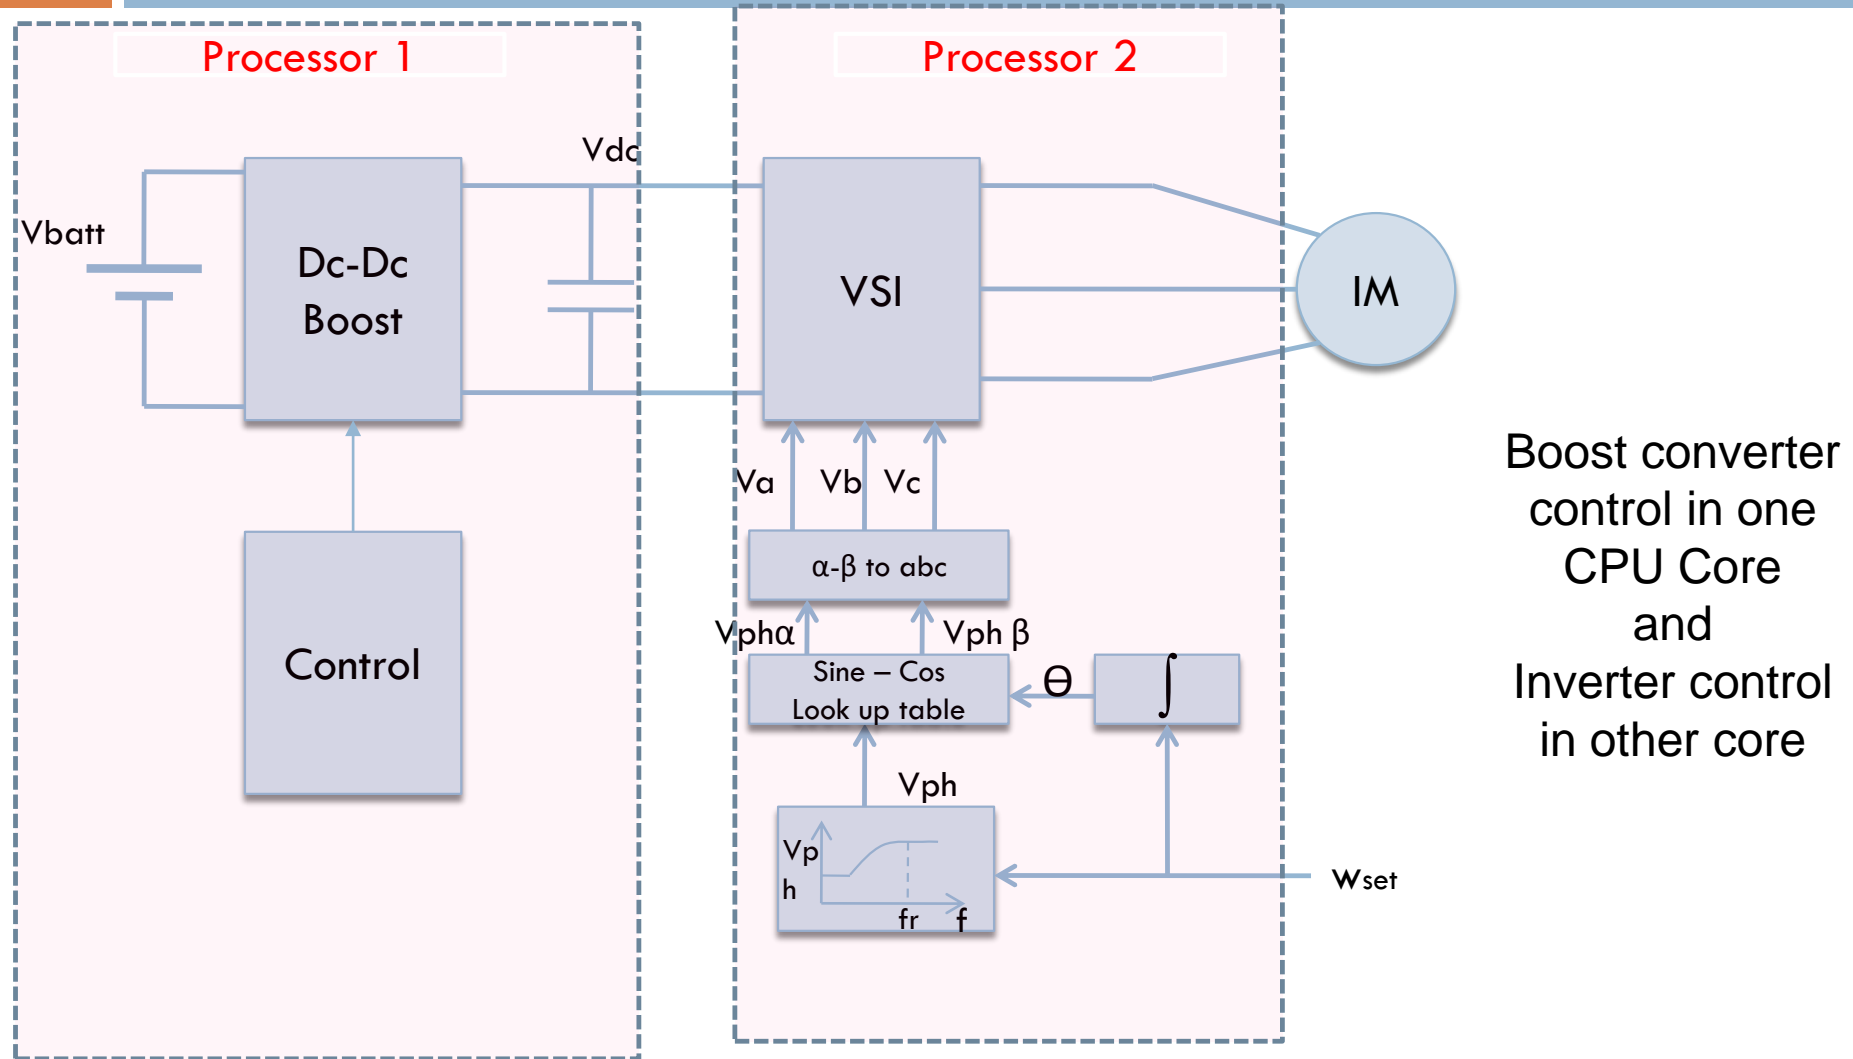 Processor 1
Processor 2
Vdc
Vbatt
Dc-Dc
Boost
VSI
IM
Va
Vb
Vc
α-β to abc
Vphα
Vph β
Control
Sine – Cos
Look up table
Θ
∫
Vph
Vp
h
fr
f
wset
Boost converter
control in one
CPU Core
and
Inverter control
in other core